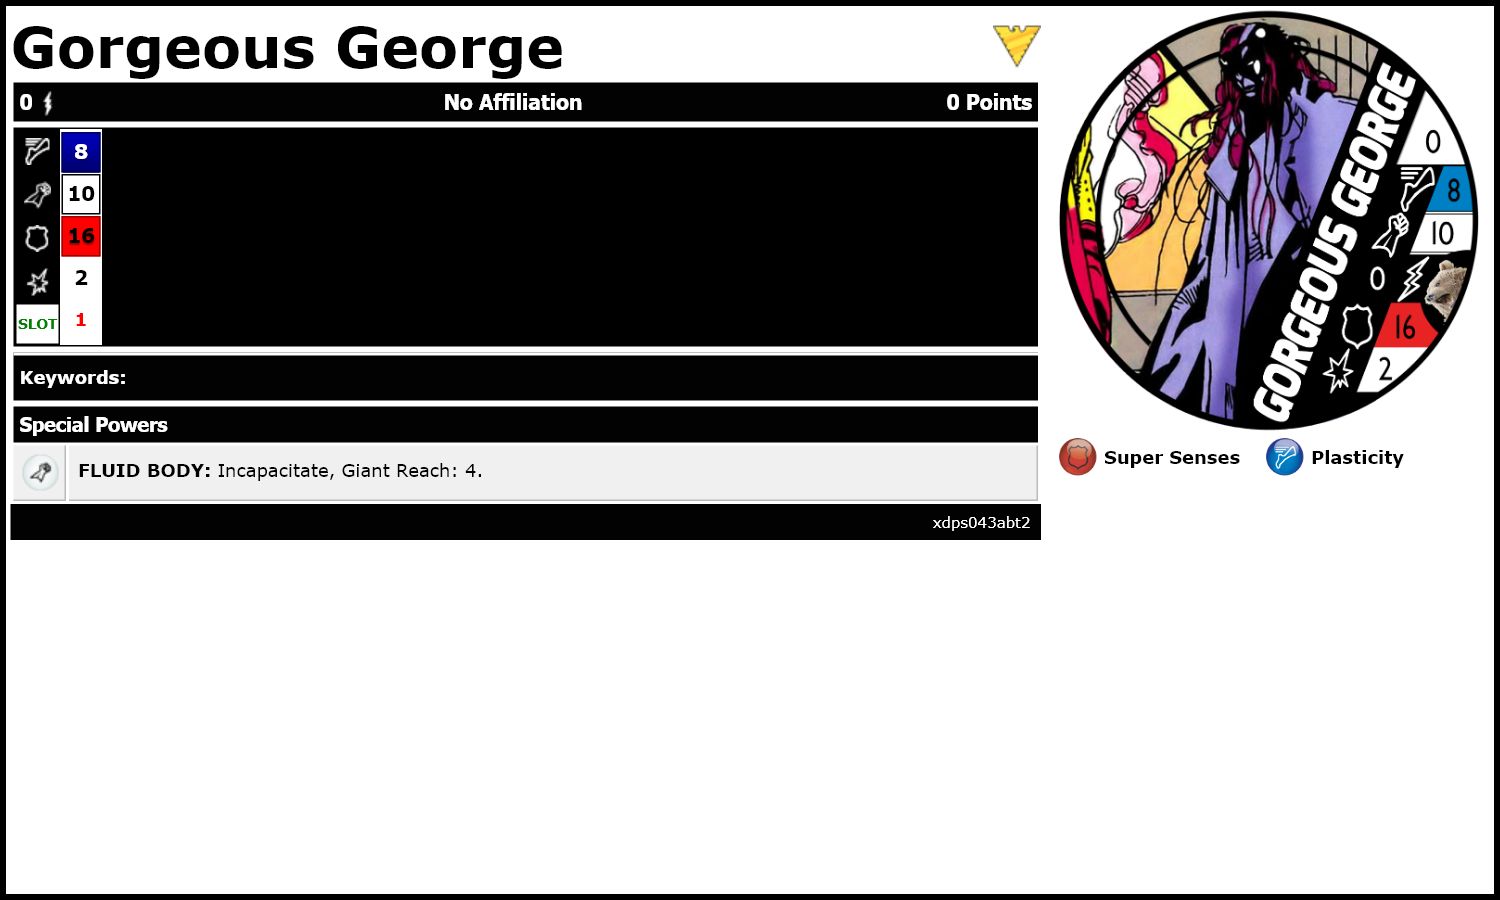 Gorgeous George
0 No Affiliation 0 Points
8
10
16
2
SLOT 1
Keywords:
Special Powers
FLUID BODY: Incapacitate, Giant Reach: 4.
xdps043abt2
GORGEOUS GEORGE
0
8
10
0
16
2
Super Senses Plasticity